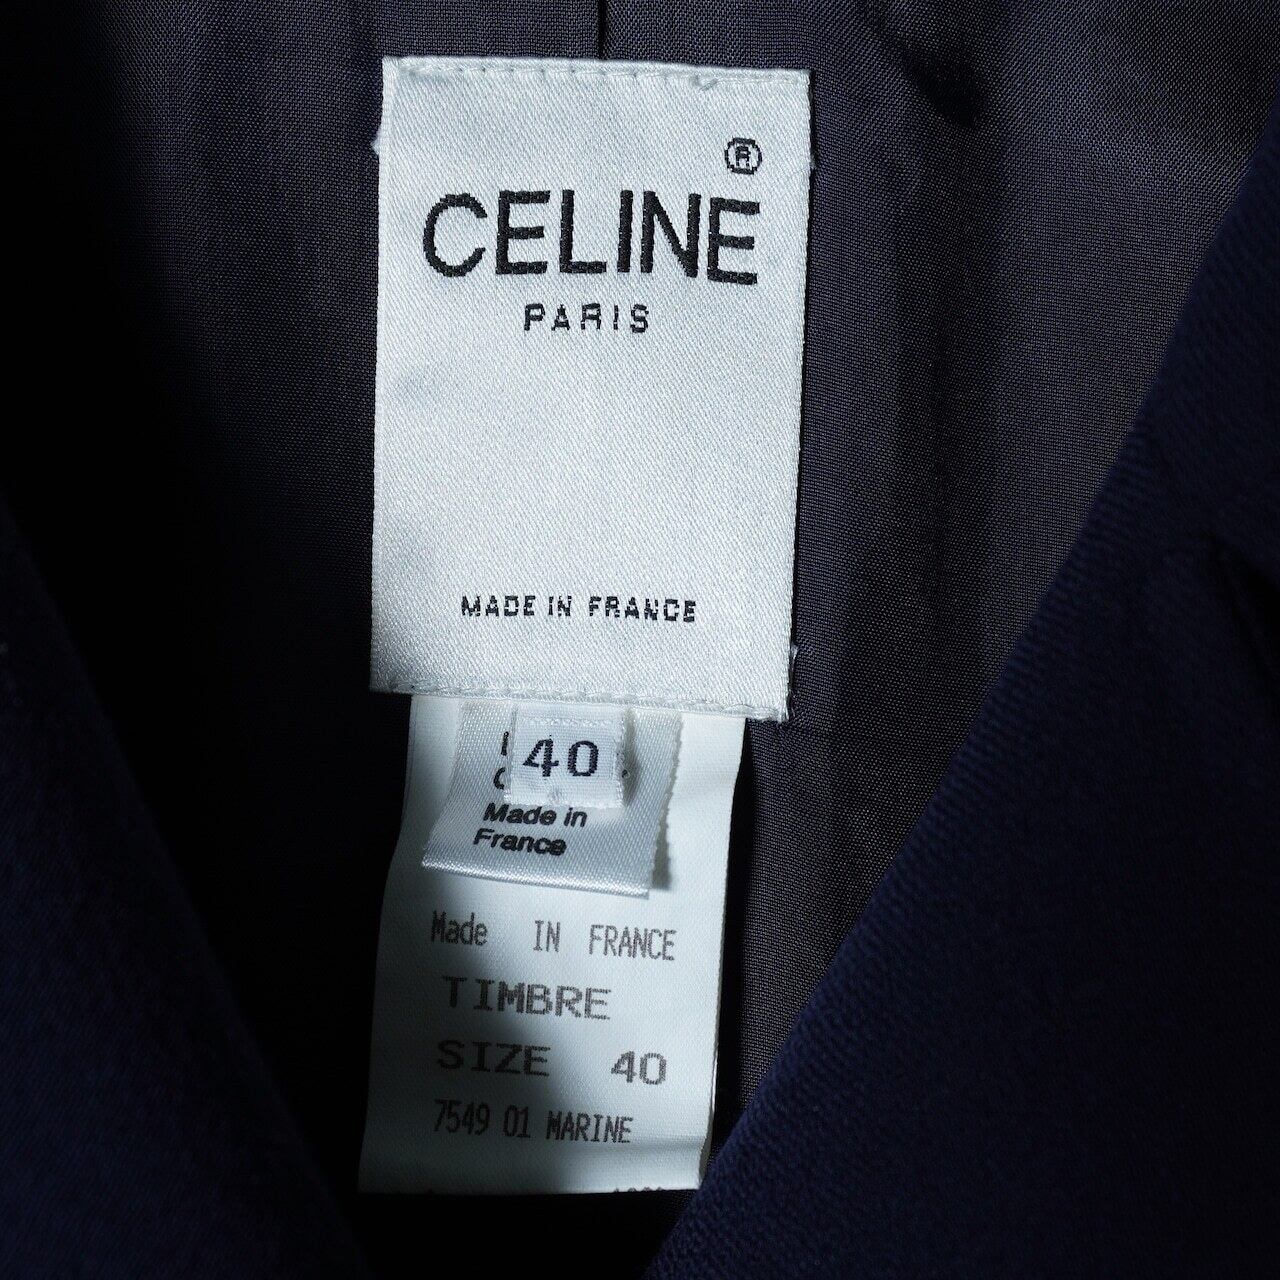 ®
CELINE
PARIS
MADE IN FRANCE
40
Made in
France
Made IN FRANCE
TIMBRE
SIZE 40
7549 01 MARINE